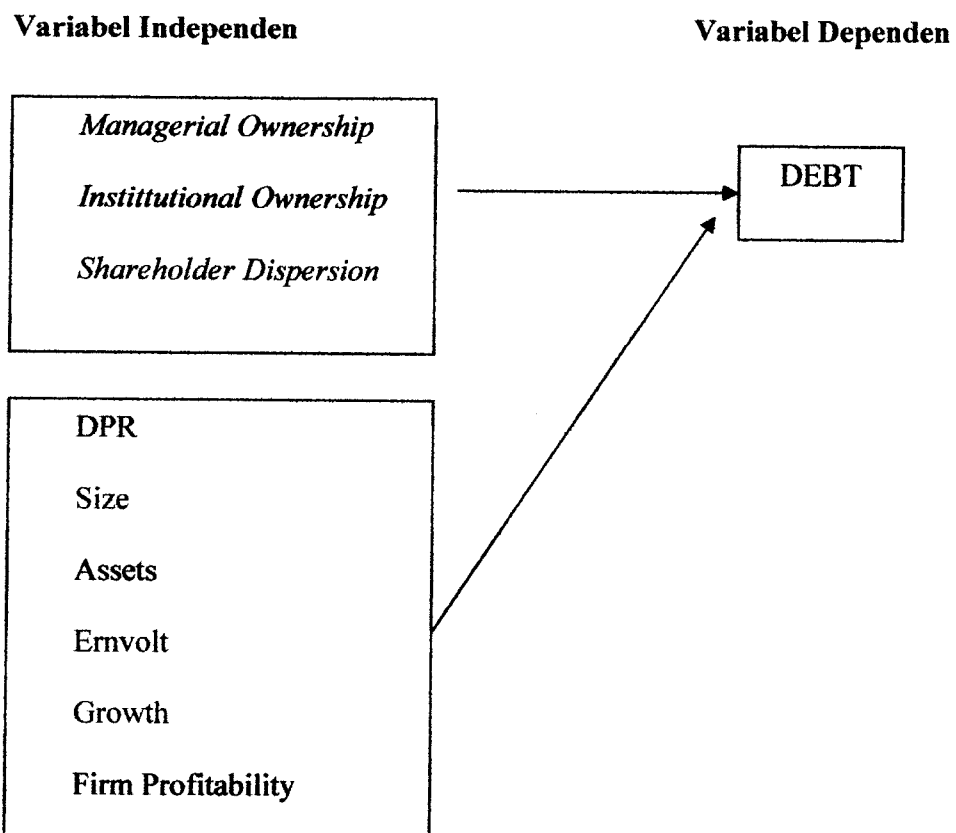 Variabel Independen
Variabel Dependen
Managerial Ownership
Instittutional Ownership
Shareholder Dispersion
DEBT
DPR
Size
Assets
Ernvolt
Growth
Firm Profitability